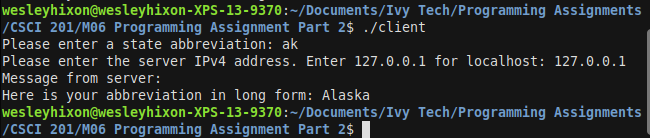 wesleyhixon@wesleyhixon-XPS-13-9370:~/Documents/Ivy Tech/Programming Assignments
/CSCI 201/M06 Programming Assignment Part 2$ ./client
Please enter a state abbreviation: ak
Please enter the server IPv4 address. Enter 127.0.0.1 for localhost: 127.0.0.1
Message from server:
Here is your abbreviation in long form: Alaska
wesleyhixon@wesleyhixon-XPS-13-9370:~/Documents/Ivy Tech/Programming Assignments
/CSCI 201/M06 Programming Assignment Part 2$